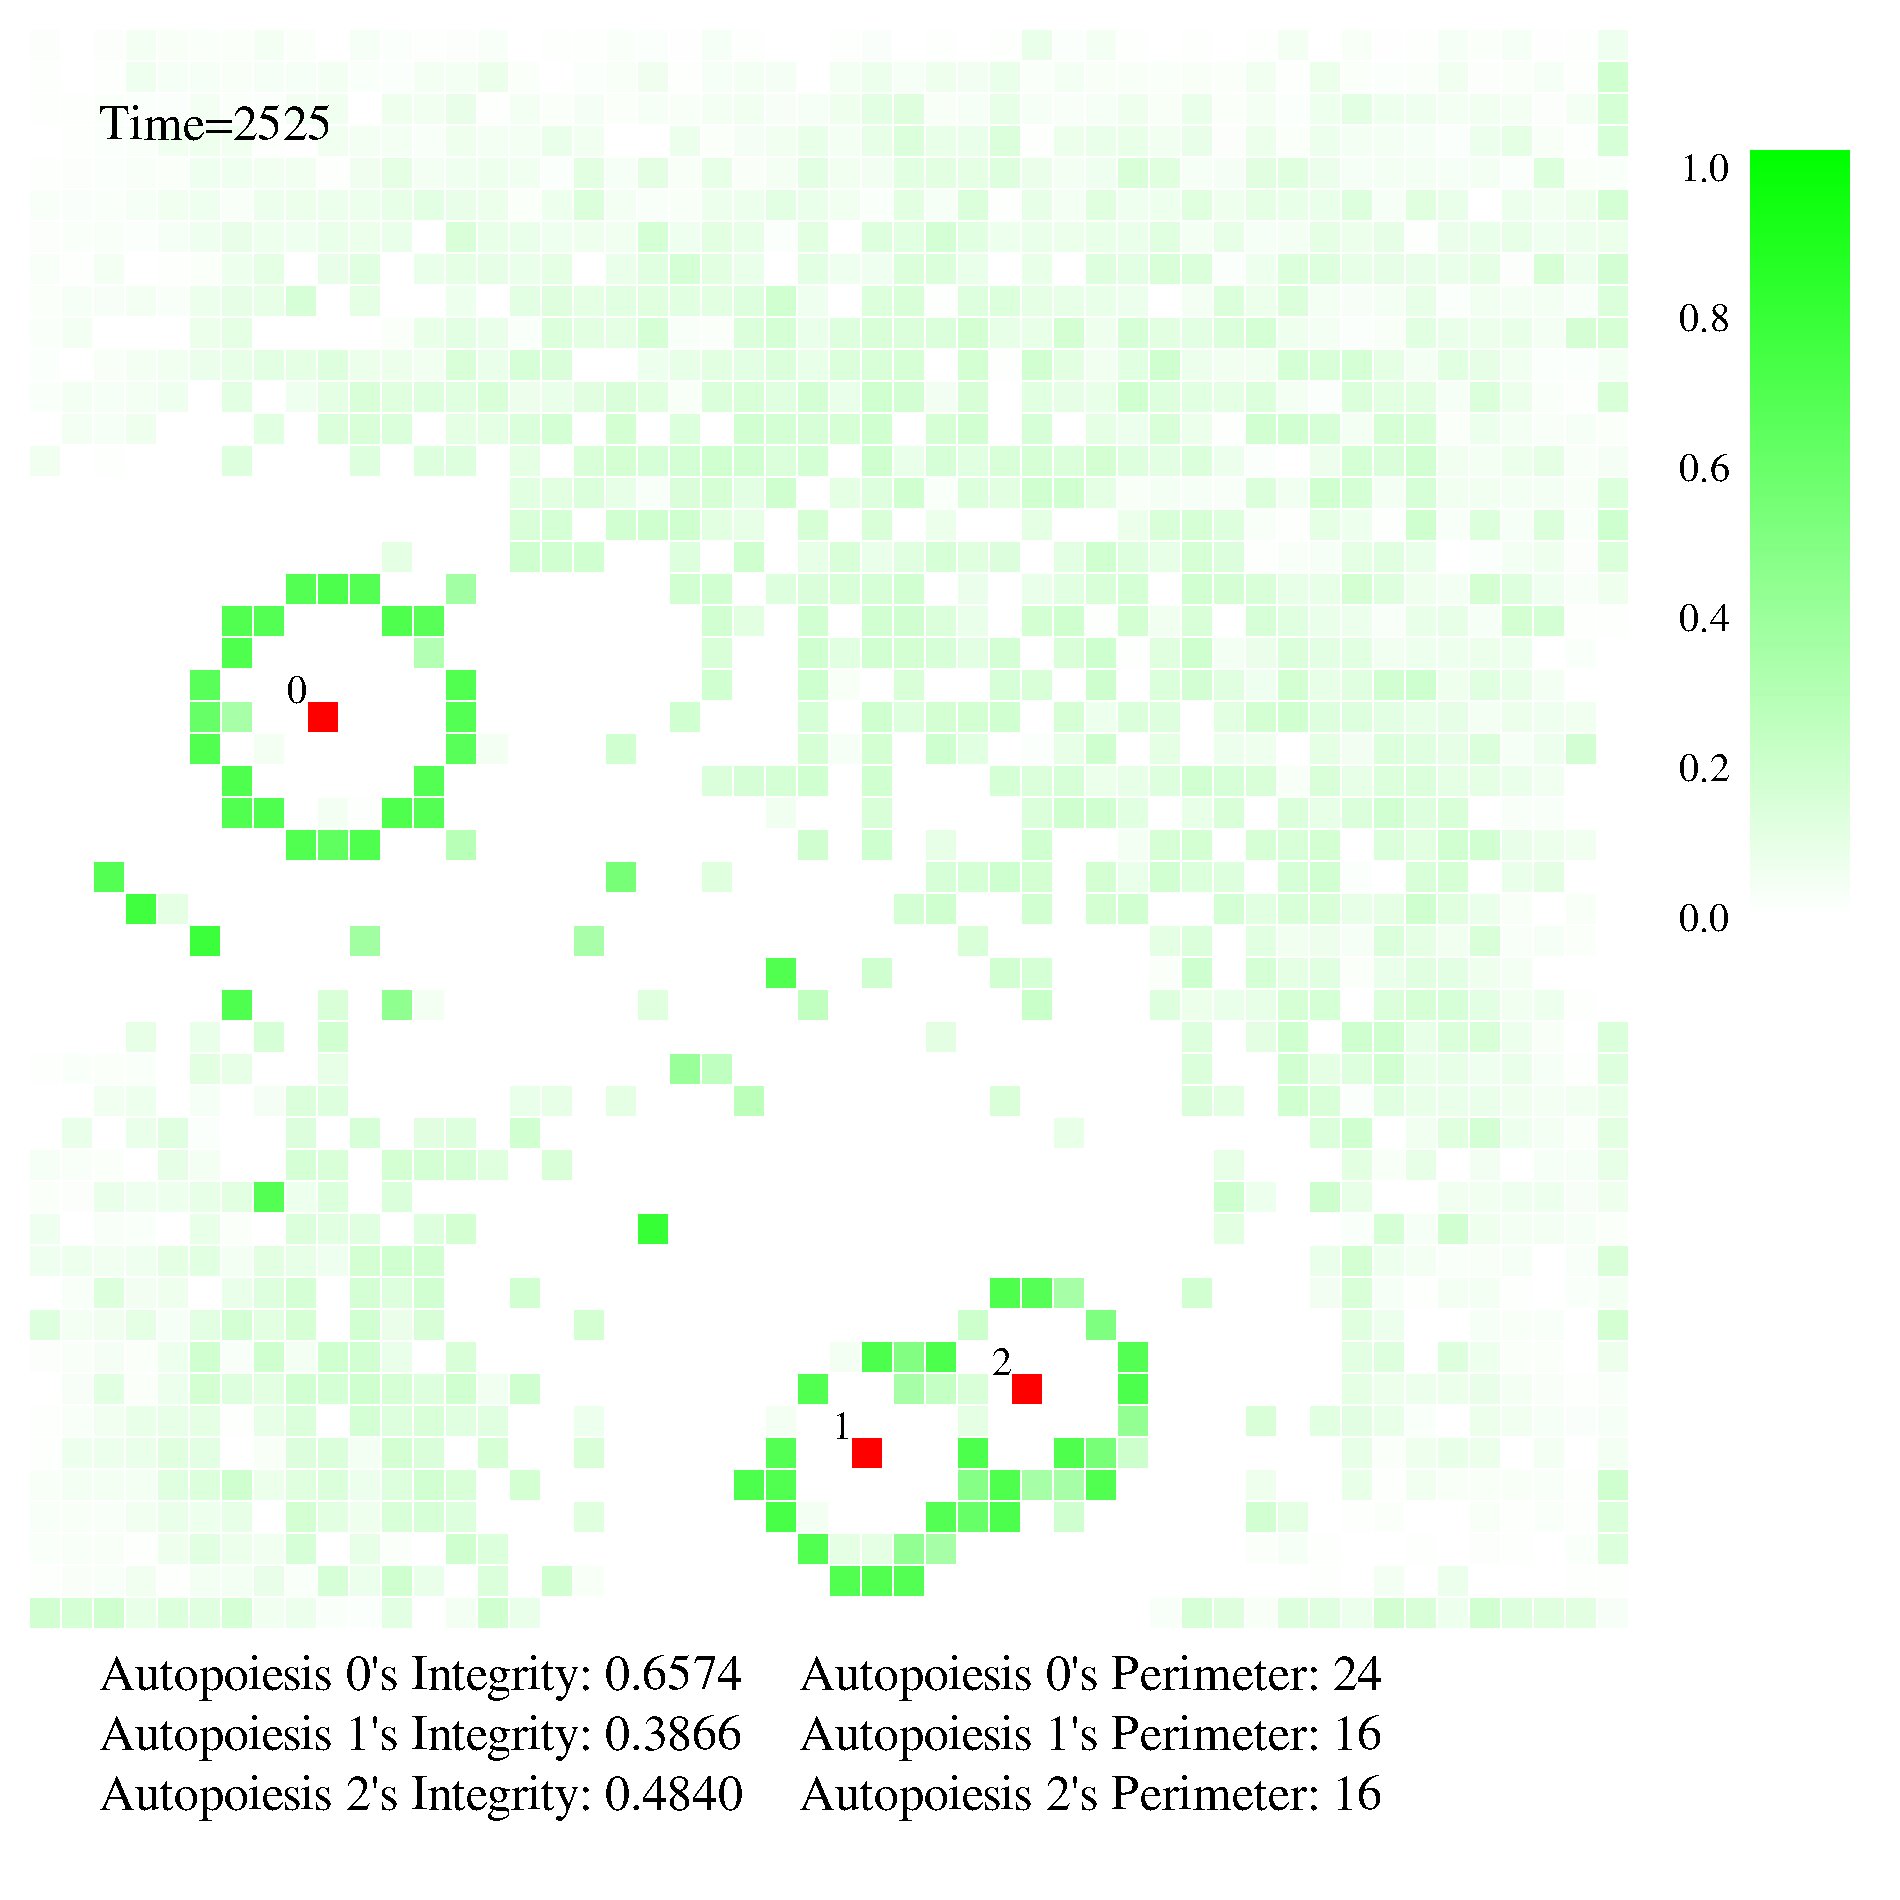 Time=2525
1.0
0.8
0.6
0.4
0.2
0.0
0
2
1
Autopoiesis 0's Integrity: 0.6574 Autopoiesis 0's Perimeter: 24
Autopoiesis 1's Integrity: 0.3866 Autopoiesis 1's Perimeter: 16
Autopoiesis 2's Integrity: 0.4840 Autopoiesis 2's Perimeter: 16